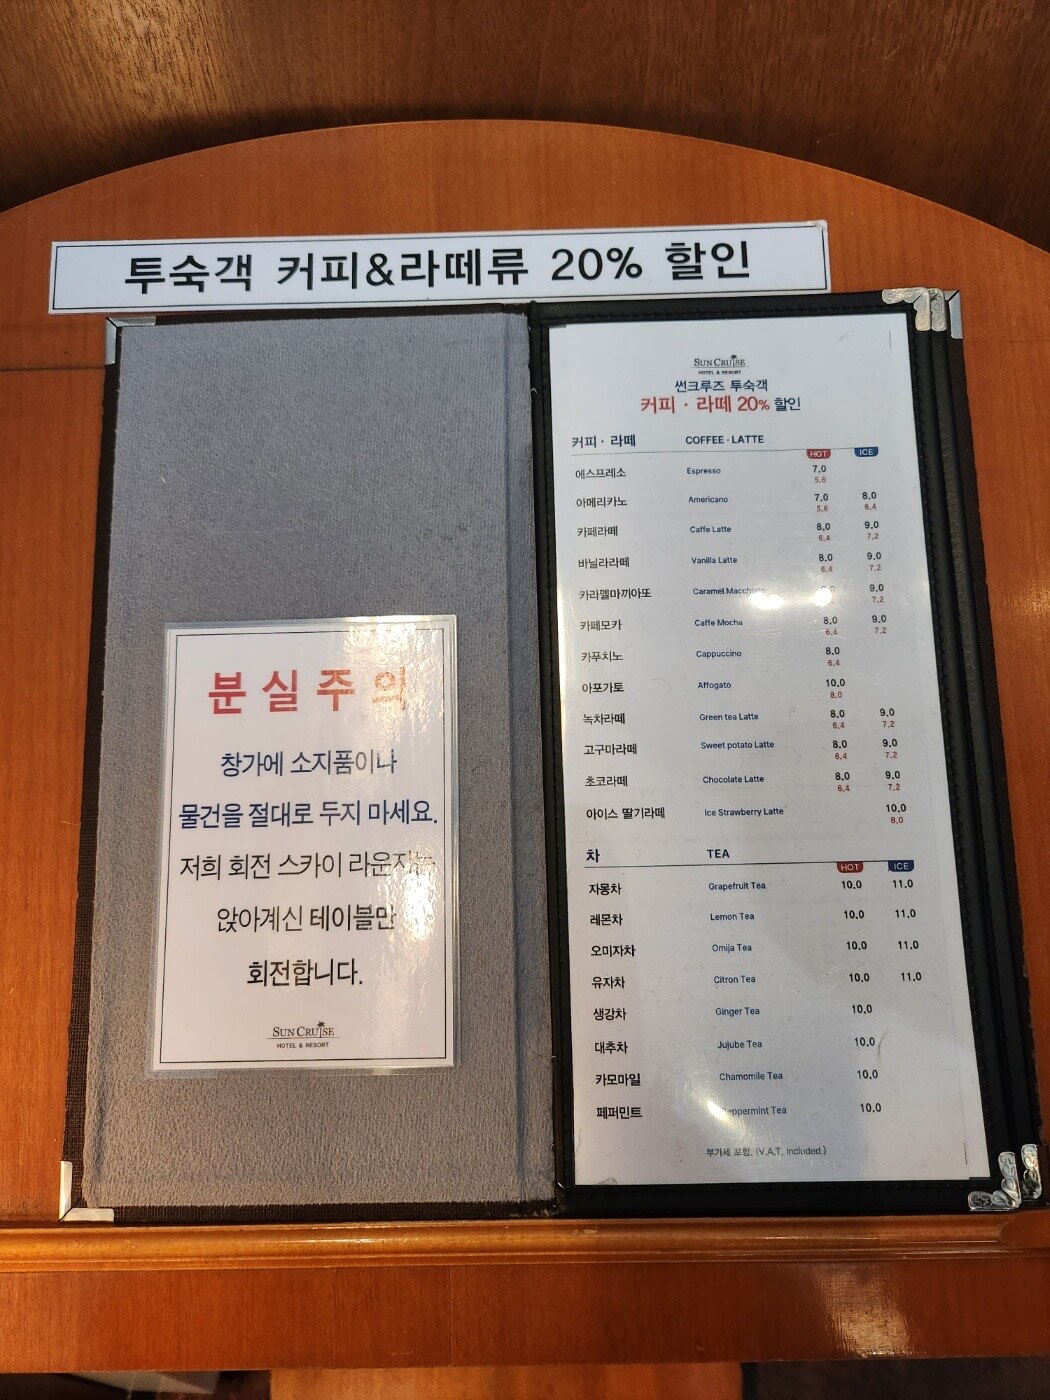 투숙객 커피&라떼류 20% 할인
분실주의
창가에 소지품이나
물건을 절대로 두지 마세요.
저희 회전 스카이 라운지는
앉아계신 테이블만
회전합니다.
SUN CRUISE
HOTEL & RESORT
SUN CRUISE
HOTEL & RESORT
썬크루즈 투숙객
커피 · 라떼 20% 할인
커피 · 라떼 COFFEE · LATTE
HOT ICE
에스프레소 Espresso 7.0
5.6
아메리카노 Americano 7.0 8.0
5.6 6.4
카페라떼 Caffe Latte 8.0 9.0
6.4 7.2
바닐라라떼 Vanilla Latte 8.0 9.0
6.4 7.2
카라멜마끼아또 Caramel Macchiato 9.0
7.2
카페모카 Caffe Mocha 8.0 9.0
6.4 7.2
카푸치노 Cappuccino 8.0
6.4
아포가토 Affogato 10.0
8.0
녹차라떼 Green tea Latte 8.0 9.0
6.4 7.2
고구마라떼 Sweet potato Latte 8.0 9.0
6.4 7.2
초코라떼 Chocolate Latte 8.0 9.0
6.4 7.2
아이스 딸기라떼 Ice Strawberry Latte 10.0
8.0
차 TEA
HOT ICE
자몽차 Grapefruit Tea 10.0 11.0
레몬차 Lemon Tea 10.0 11.0
오미자차 Omija Tea 10.0 11.0
유자차 Citron Tea 10.0 11.0
생강차 Ginger Tea 10.0
대추차 Jujube Tea 10.0
카모마일 Chamomile Tea 10.0
페퍼민트 Peppermint Tea 10.0
부가세 포함. (V.A.T. Included.)